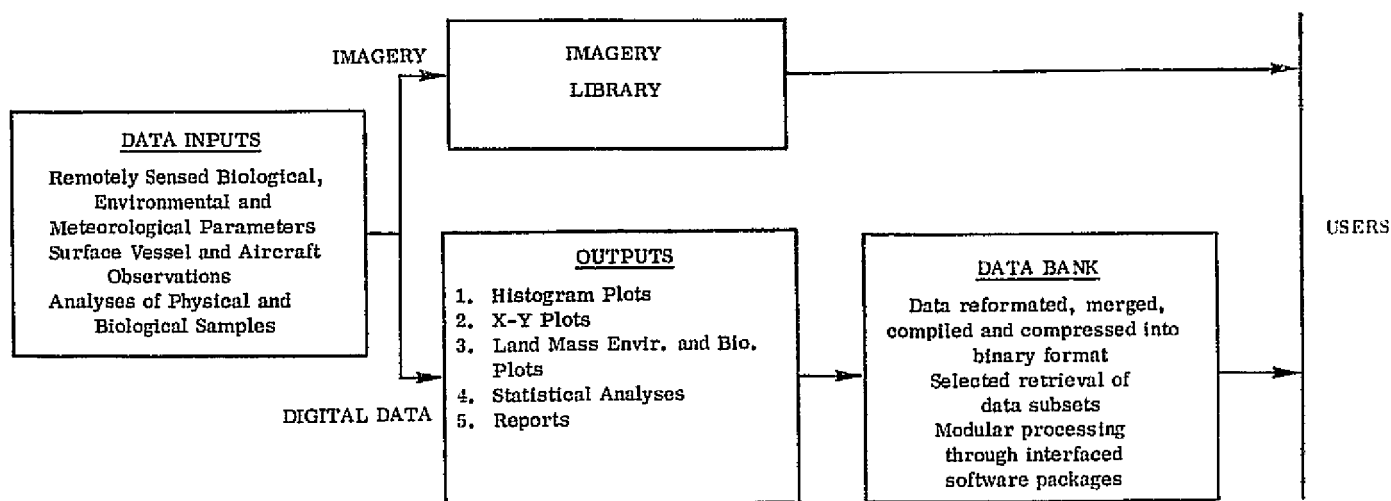 IMAGERY
IMAGERY
LIBRARY
DATA INPUTS
Remotely Sensed Biological,
Environmental and
Meteorological Parameters
Surface Vessel and Aircraft
Observations
Analyses of Physical and
Biological Samples
DIGITAL DATA
OUTPUTS
1. Histogram Plots
2. X-Y Plots
3. Land Mass Envir. and Bio.
Plots
4. Statistical Analyses
5. Reports
DATA BANK
Data reformated, merged,
compiled and compressed into
binary format
Selected retrieval of
data subsets
Modular processing
through interfaced
software packages
USERS